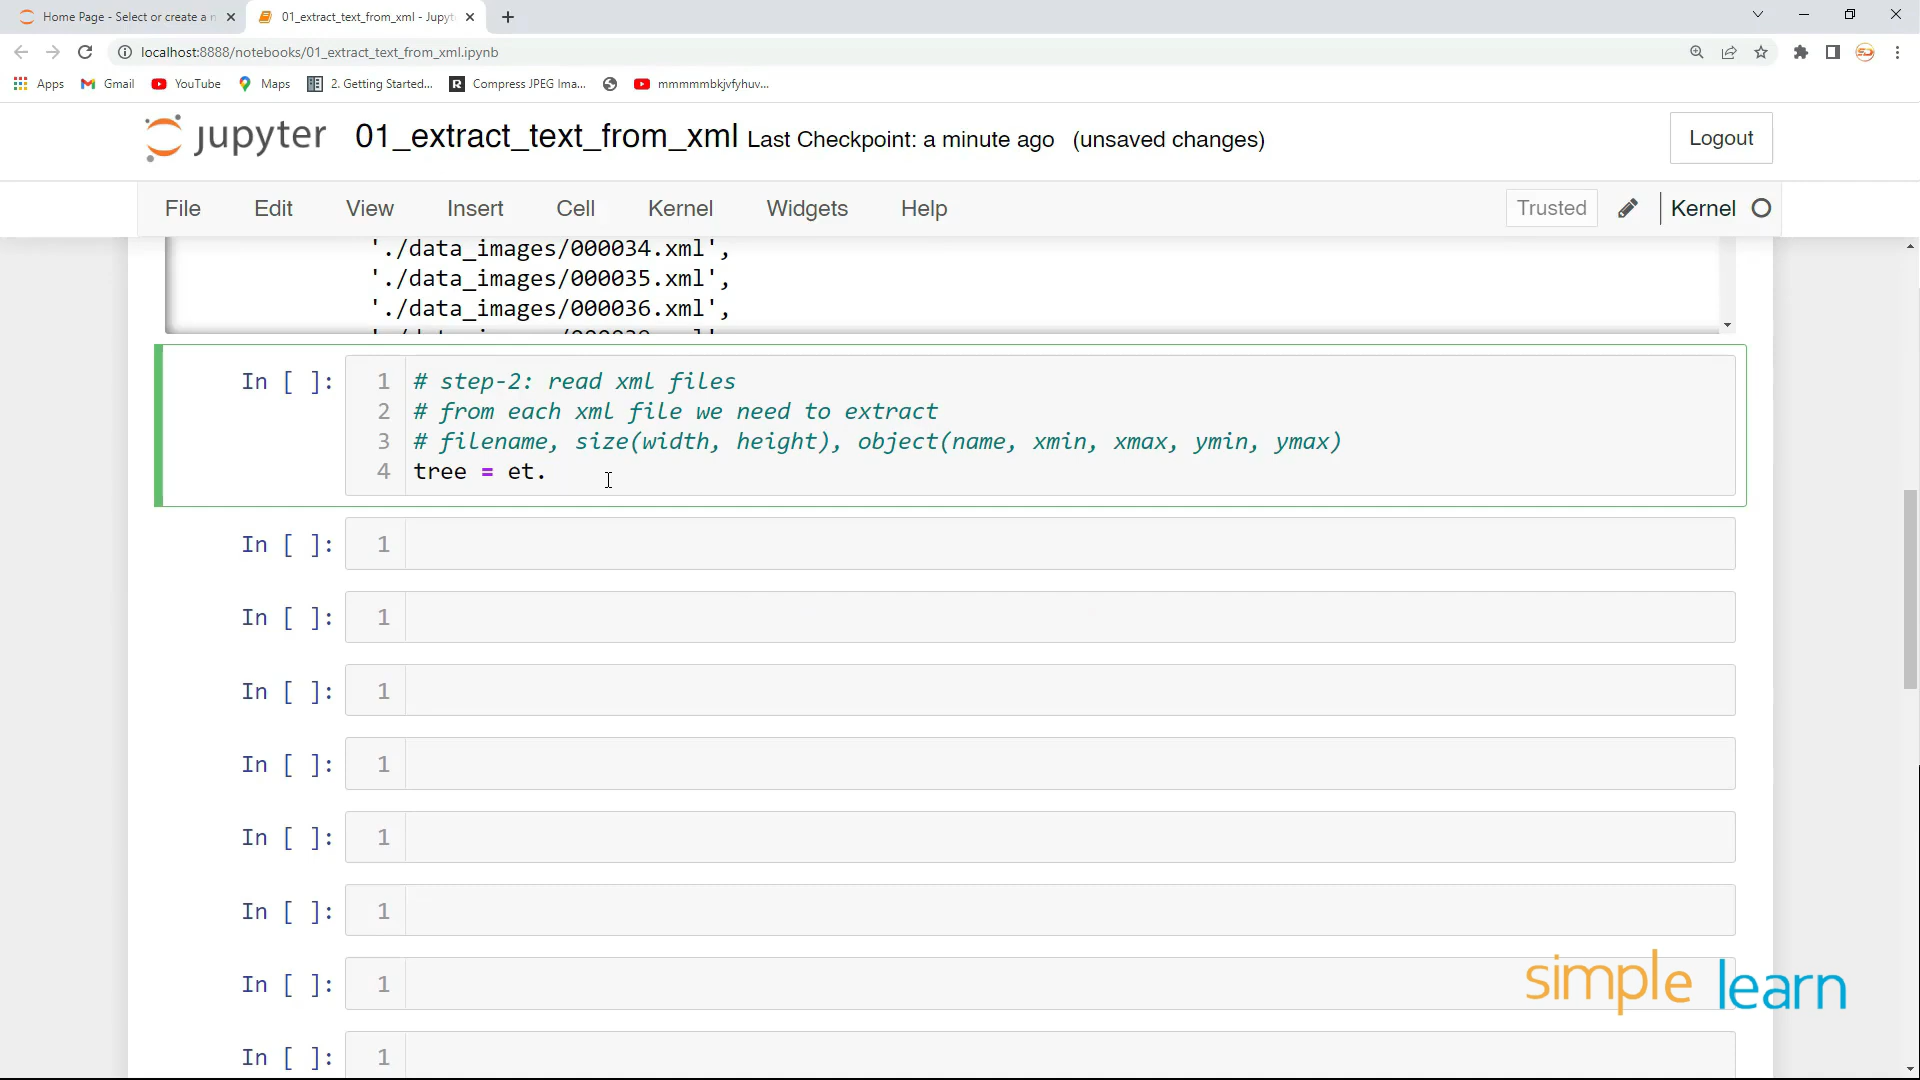 Home Page - Select or create a n
01_extract_text_from_xml - Jupyt
localhost:8888/notebooks/01_extract_text_from_xml.ipynb
Apps Gmail YouTube Maps 2. Getting Started... Compress JPEG Ima... mmmmmbkjvfyhuv...
jupyter 01_extract_text_from_xml Last Checkpoint: a minute ago (unsaved changes) Logout
File Edit View Insert Cell Kernel Widgets Help Trusted Kernel
'./data_images/000034.xml',
'./data_images/000035.xml',
'./data_images/000036.xml',
In [ ]: 1 # step-2: read xml files
2 # from each xml file we need to extract
3 # filename, size(width, height), object(name, xmin, xmax, ymin, ymax)
4 tree = et.
In [ ]: 1
In [ ]: 1
In [ ]: 1
In [ ]: 1
In [ ]: 1
In [ ]: 1
In [ ]: 1
simplelearn
In [ ]: 1